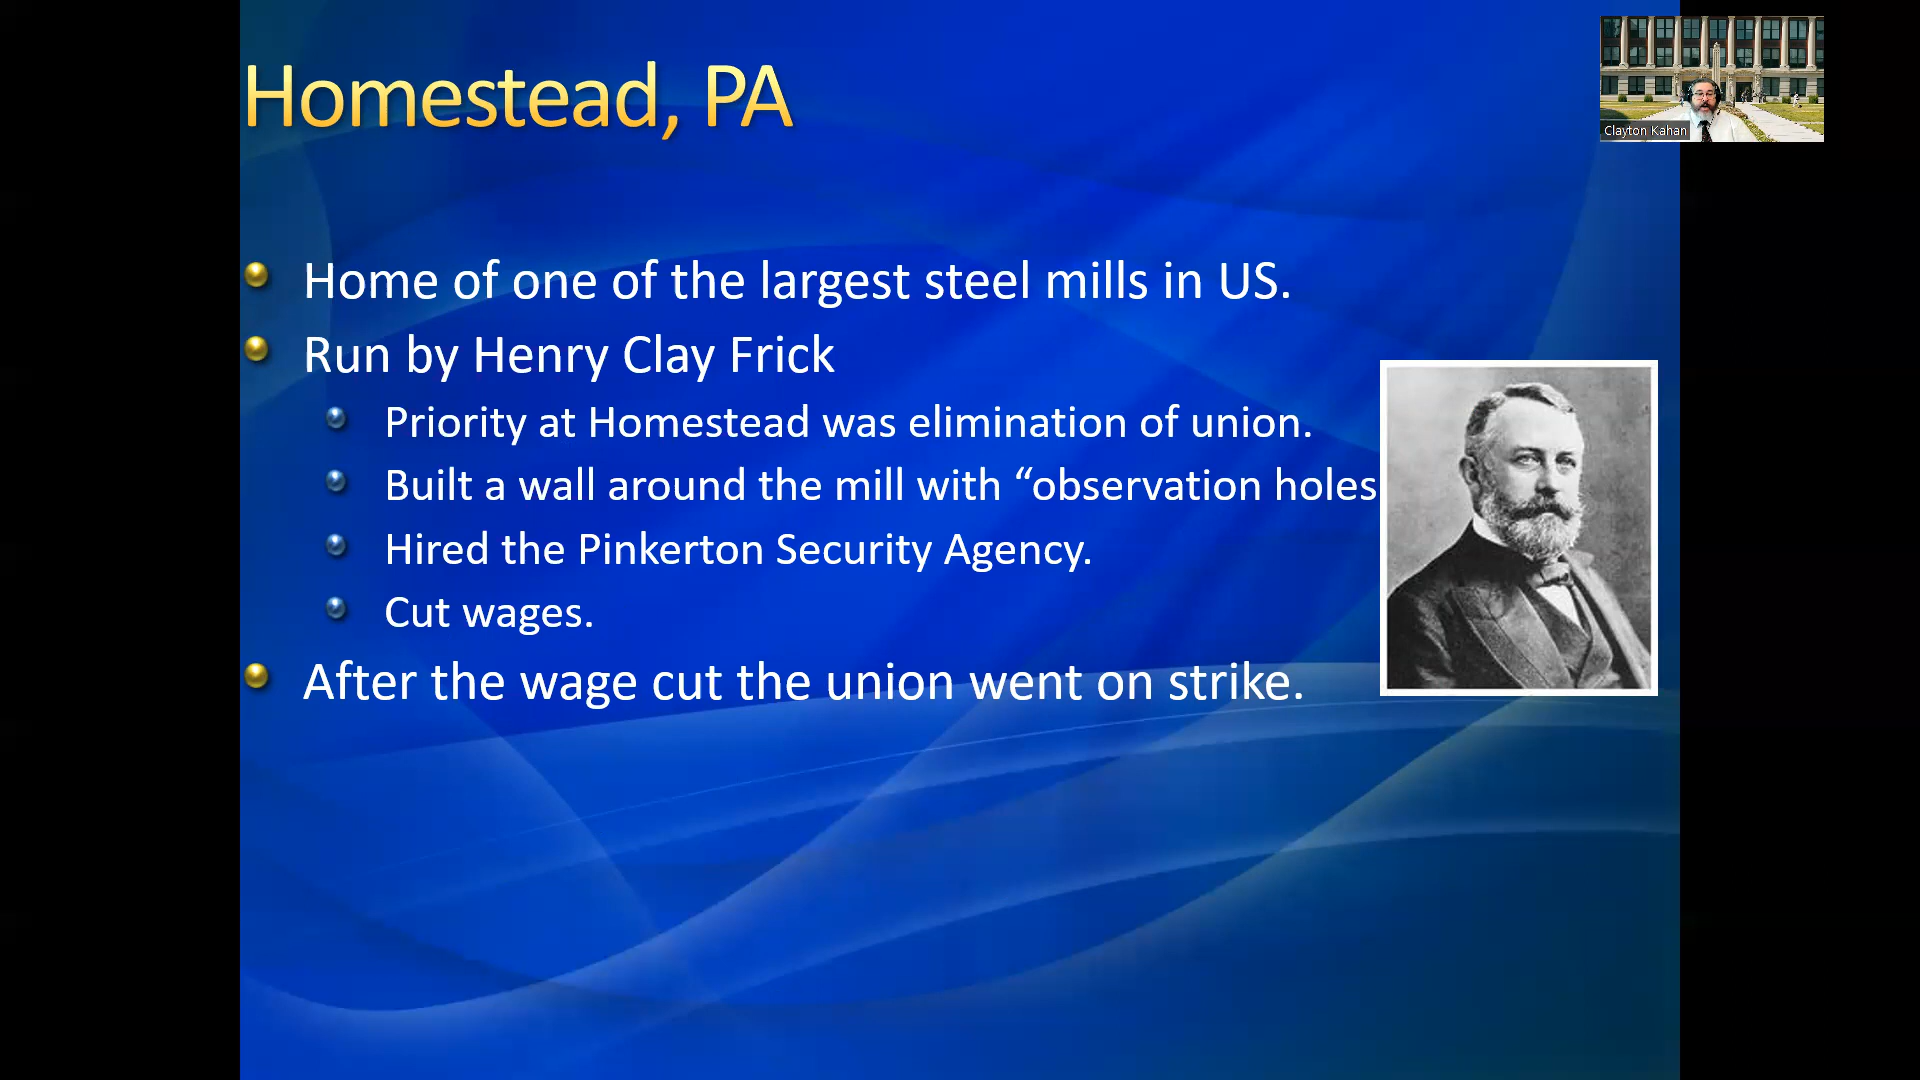 Homestead, PA
Clayton Kahan
Home of one of the largest steel mills in US.
Run by Henry Clay Frick
Priority at Homestead was elimination of union.
Built a wall around the mill with “observation holes
Hired the Pinkerton Security Agency.
Cut wages.
After the wage cut the union went on strike.